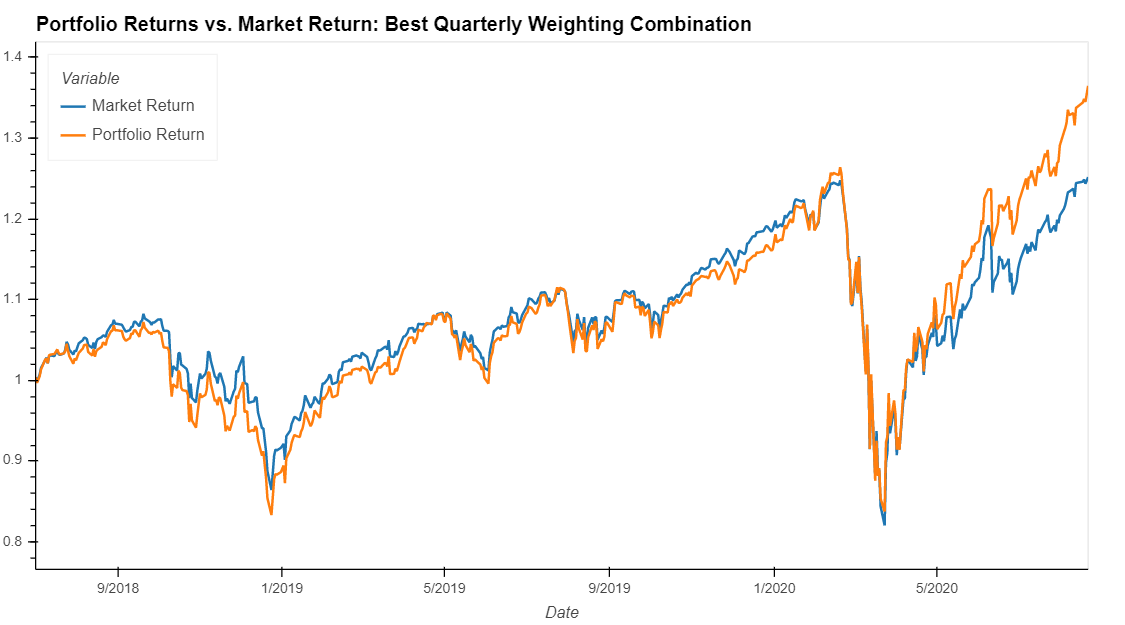 Portfolio Returns vs. Market Return: Best Quarterly Weighting Combination
1.4
1.3
1.2
1.1
1
0.9
0.8
Variable
Market Return
Portfolio Return
9/2018
1/2019
5/2019
9/2019
1/2020
5/2020
Date